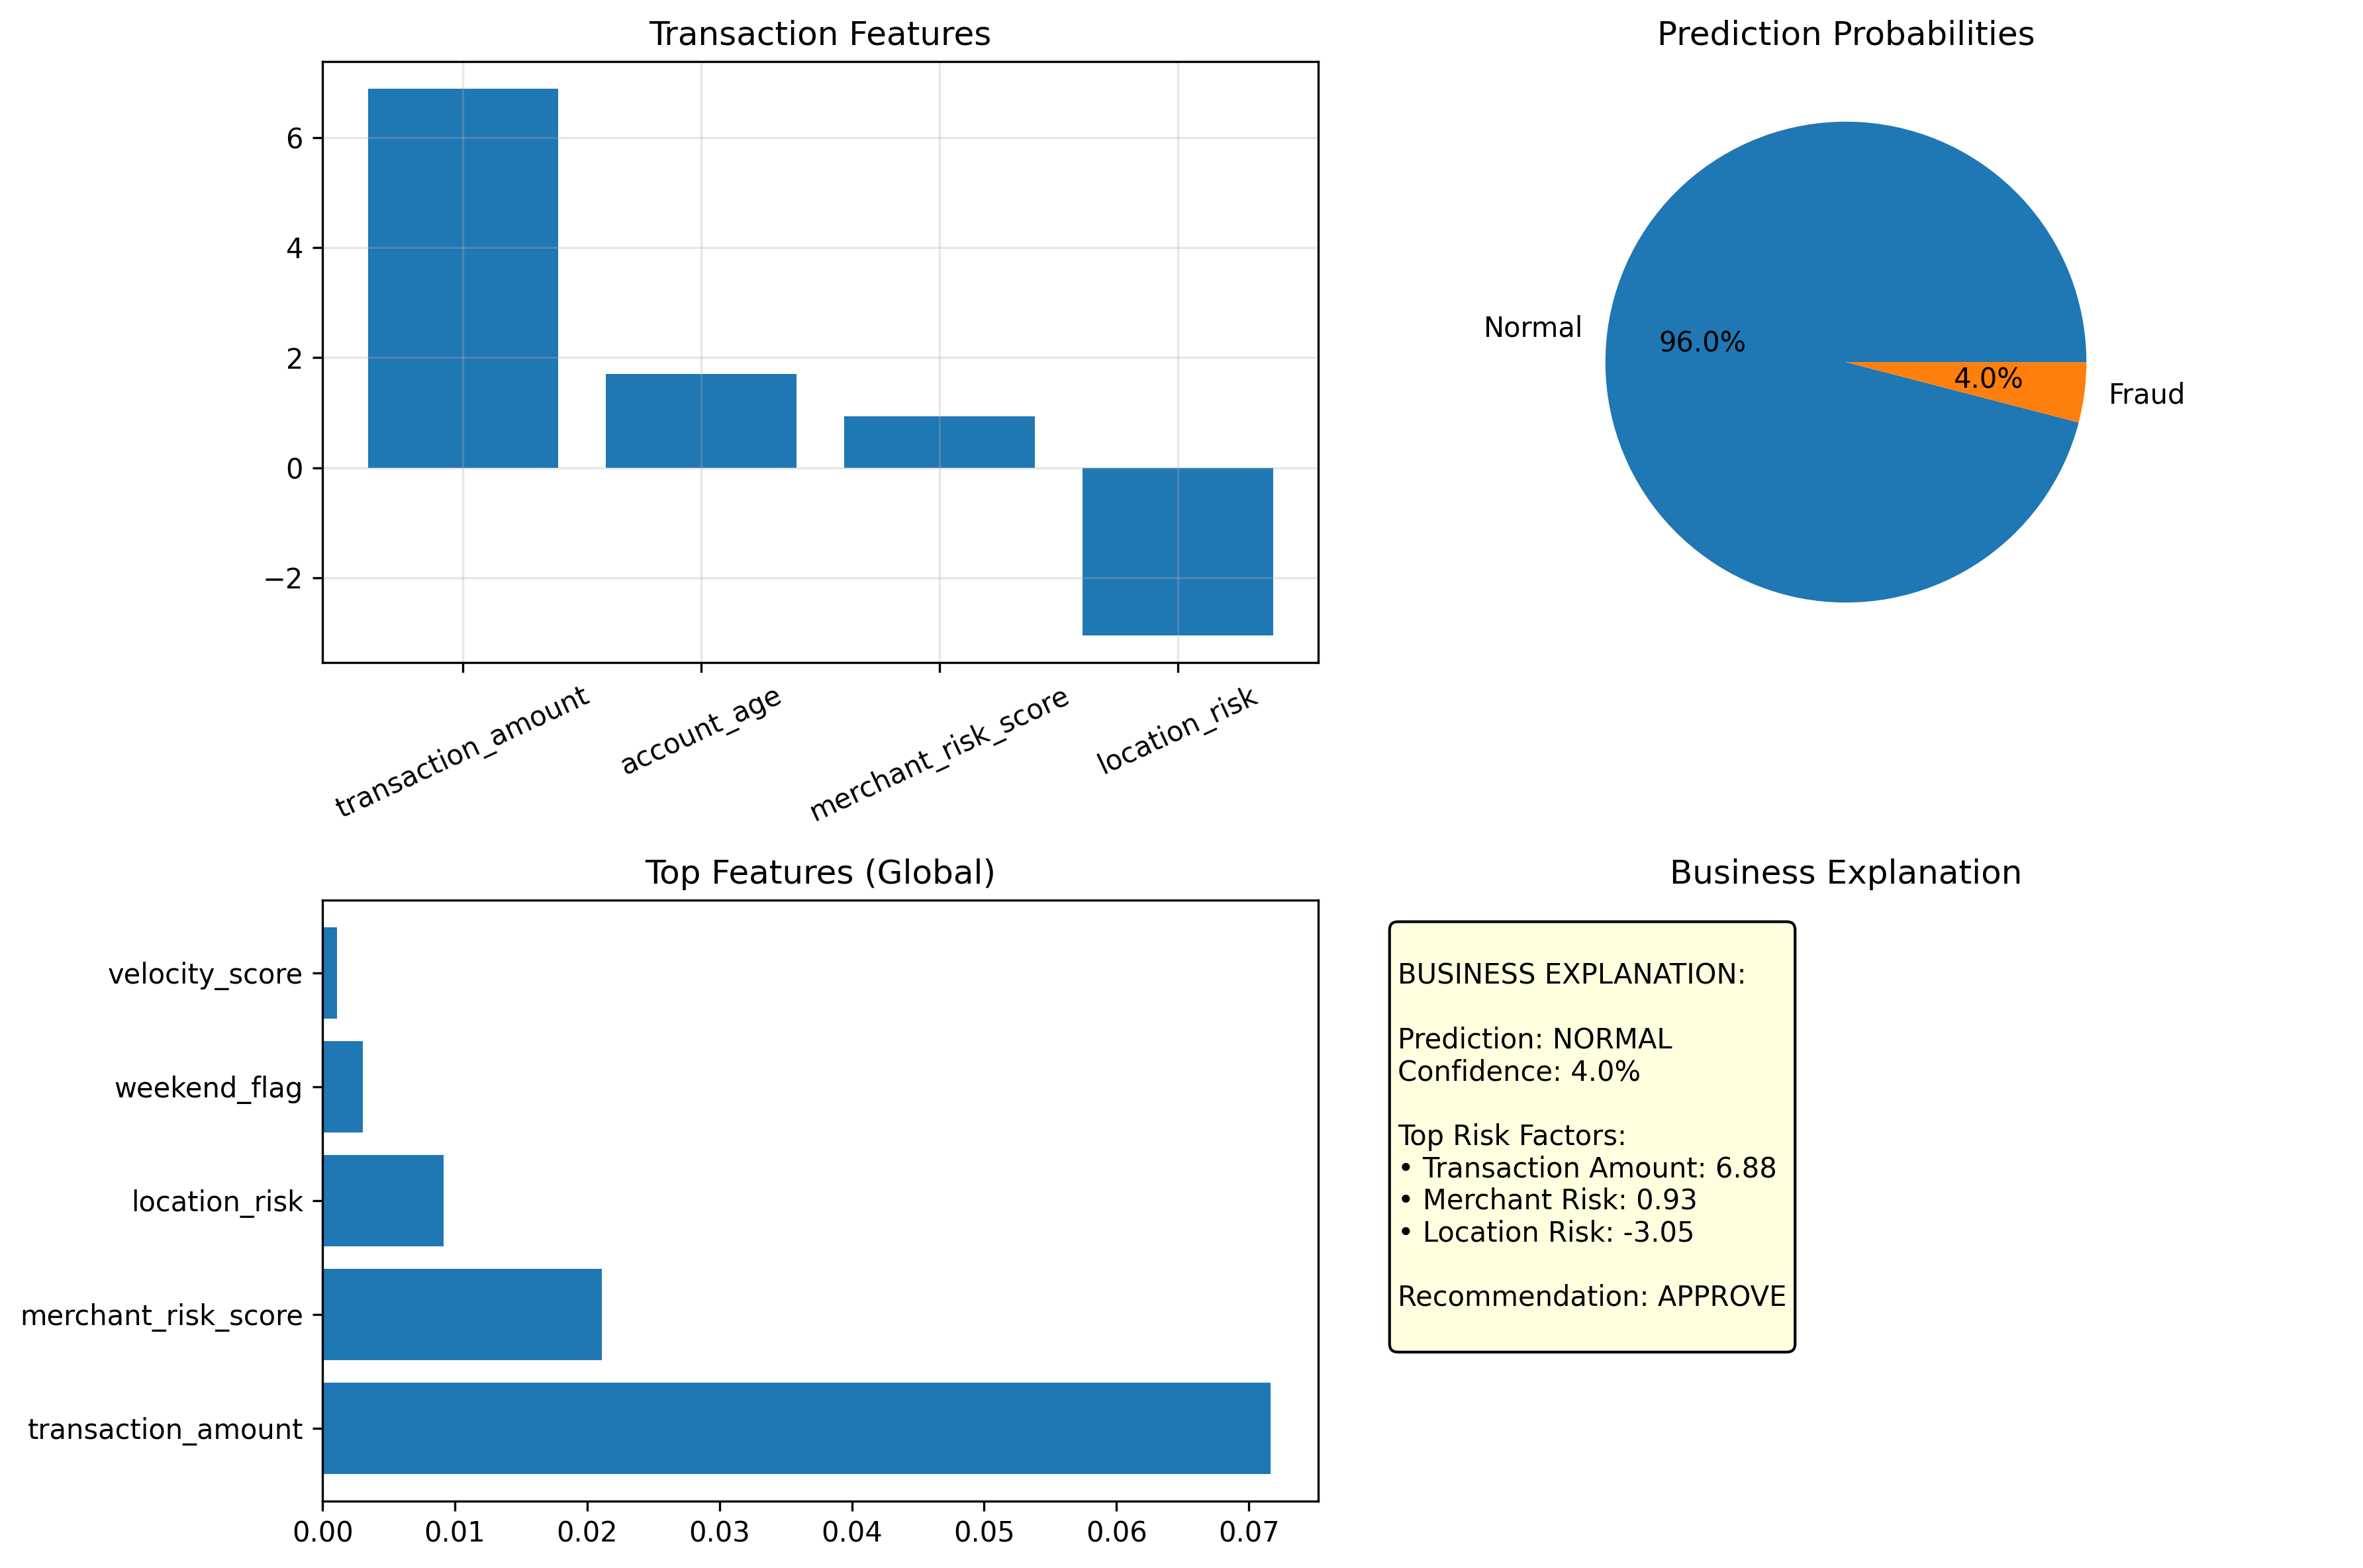 Transaction Features
6
4
2
0
−2
transaction_amount
account_age
merchant_risk_score
location_risk
Prediction Probabilities
Normal
96.0%
4.0%
Fraud
Top Features (Global)
velocity_score
weekend_flag
location_risk
merchant_risk_score
transaction_amount
0.00 0.01 0.02 0.03 0.04 0.05 0.06 0.07
Business Explanation
BUSINESS EXPLANATION:
Prediction: NORMAL
Confidence: 4.0%
Top Risk Factors:
• Transaction Amount: 6.88
• Merchant Risk: 0.93
• Location Risk: -3.05
Recommendation: APPROVE